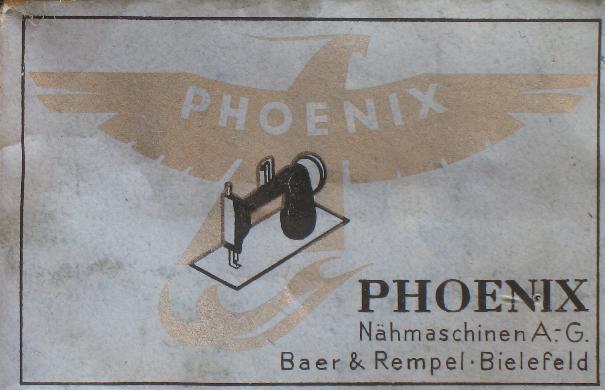 PHOENIX
PHOENIX
Nähmaschinen A.-G.
Baer & Rempel·Bielefeld